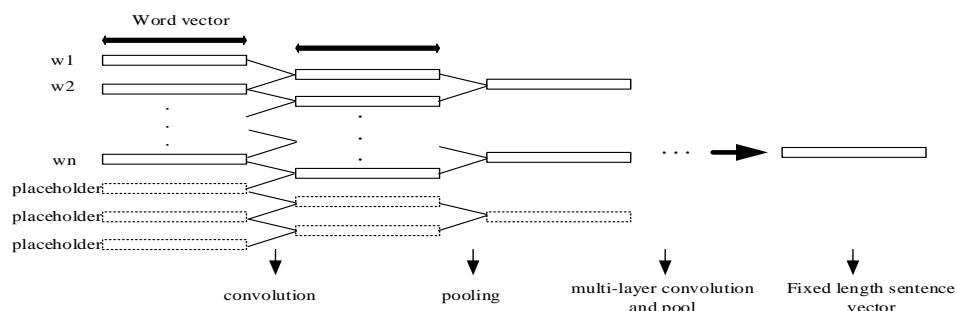 Word vector
w1
w2
wn
placeholder
placeholder
placeholder
convolution
pooling
multi-layer convolution
and pool
Fixed length sentence
vector